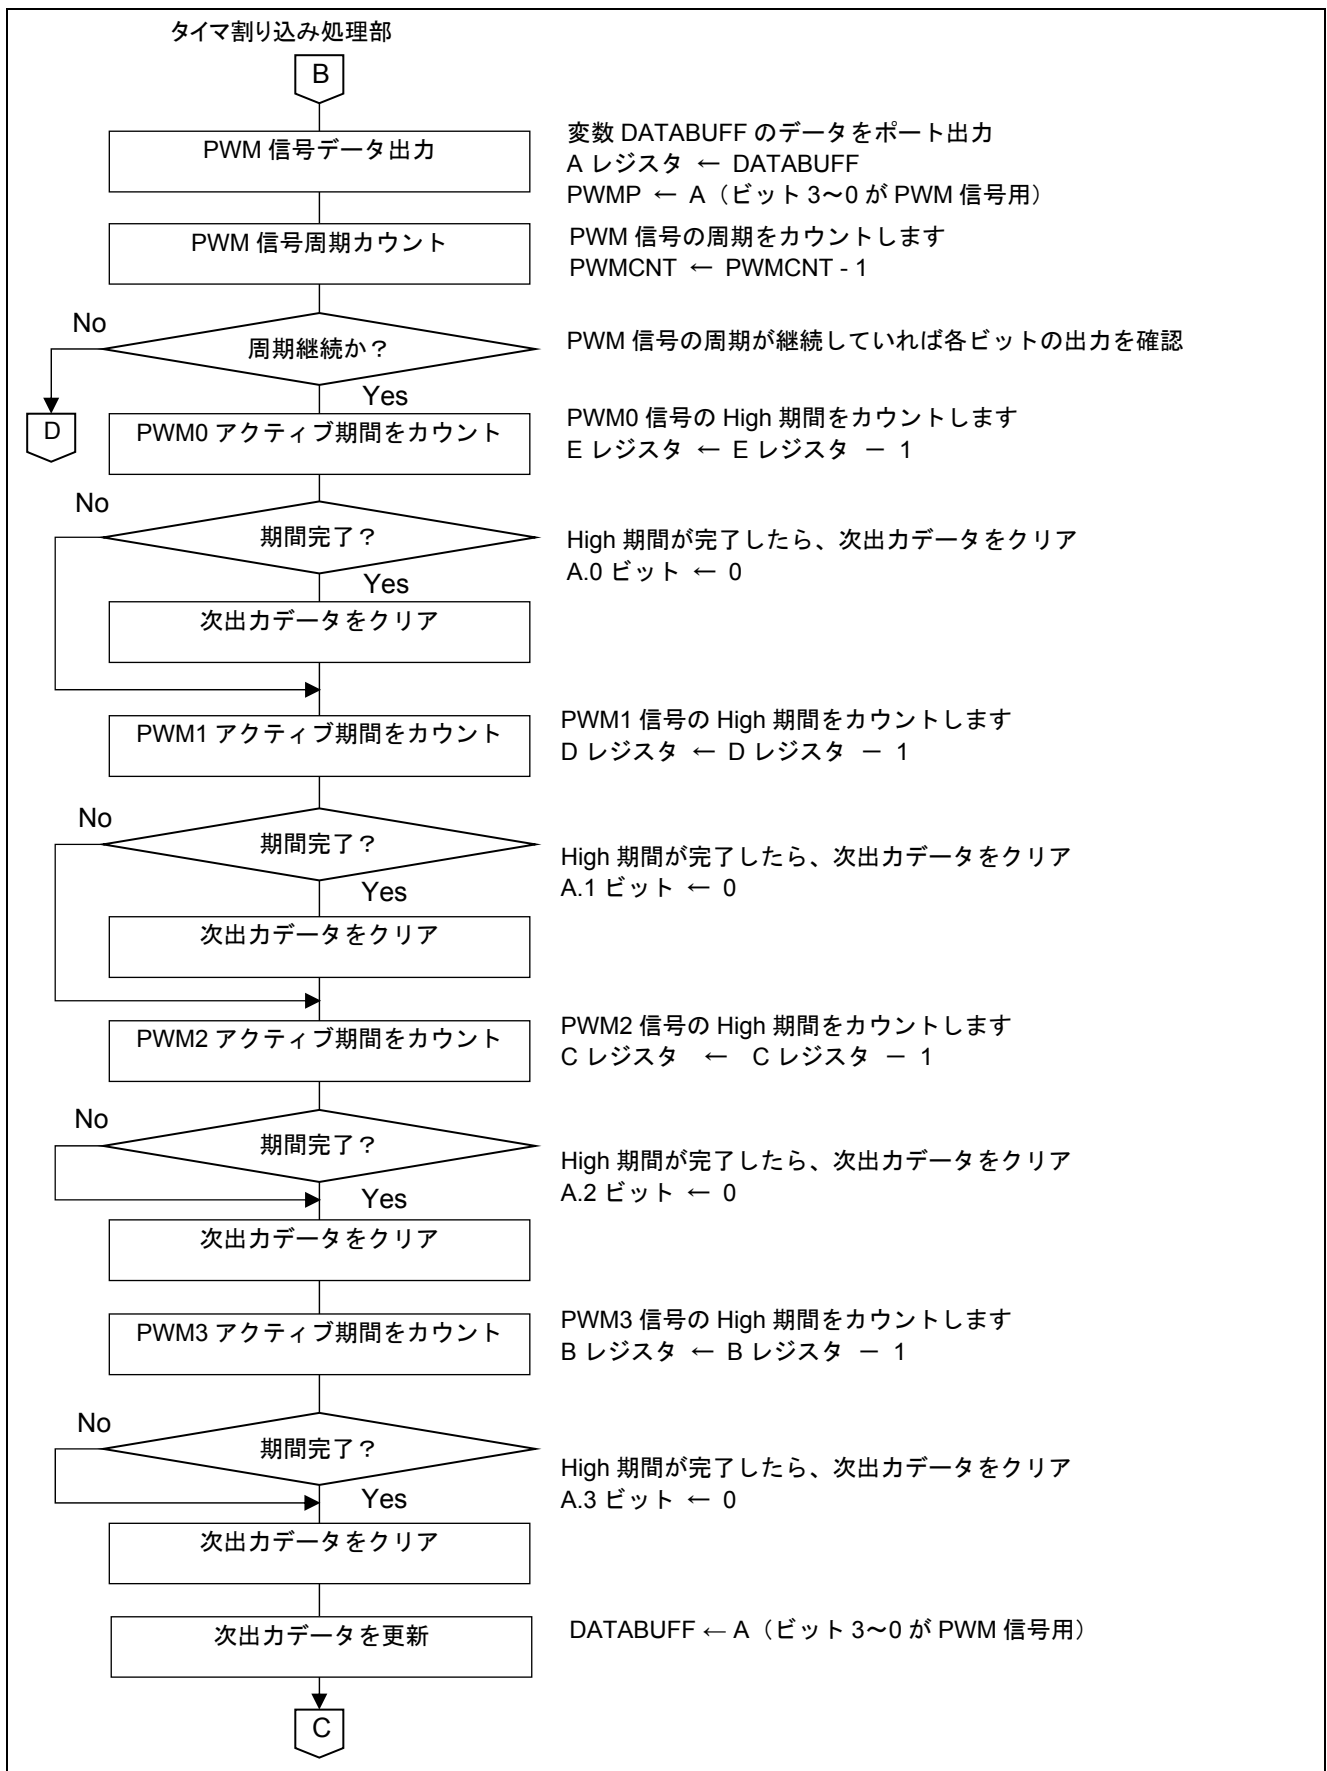 タイマ割り込み処理部
B
PWM 信号データ出力
変数 DATABUFF のデータをポート出力
A レジスタ ← DATABUFF
PWMP ← A（ビット 3～0 が PWM 信号用）
PWM 信号周期カウント
PWM 信号の周期をカウントします
PWMCNT ← PWMCNT - 1
No
周期継続か？
PWM 信号の周期が継続していれば各ビットの出力を確認
Yes
D
PWM0 アクティブ期間をカウント
PWM0 信号の High 期間をカウントします
E レジスタ ← E レジスタ － 1
No
期間完了？
High 期間が完了したら、次出力データをクリア
A.0 ビット ← 0
Yes
次出力データをクリア
PWM1 アクティブ期間をカウント
PWM1 信号の High 期間をカウントします
D レジスタ ← D レジスタ － 1
No
期間完了？
High 期間が完了したら、次出力データをクリア
A.1 ビット ← 0
Yes
次出力データをクリア
PWM2 アクティブ期間をカウント
PWM2 信号の High 期間をカウントします
C レジスタ ← C レジスタ － 1
No
期間完了？
High 期間が完了したら、次出力データをクリア
A.2 ビット ← 0
Yes
次出力データをクリア
PWM3 アクティブ期間をカウント
PWM3 信号の High 期間をカウントします
B レジスタ ← B レジスタ － 1
No
期間完了？
High 期間が完了したら、次出力データをクリア
A.3 ビット ← 0
Yes
次出力データをクリア
次出力データを更新
DATABUFF ← A（ビット 3～0 が PWM 信号用）
C